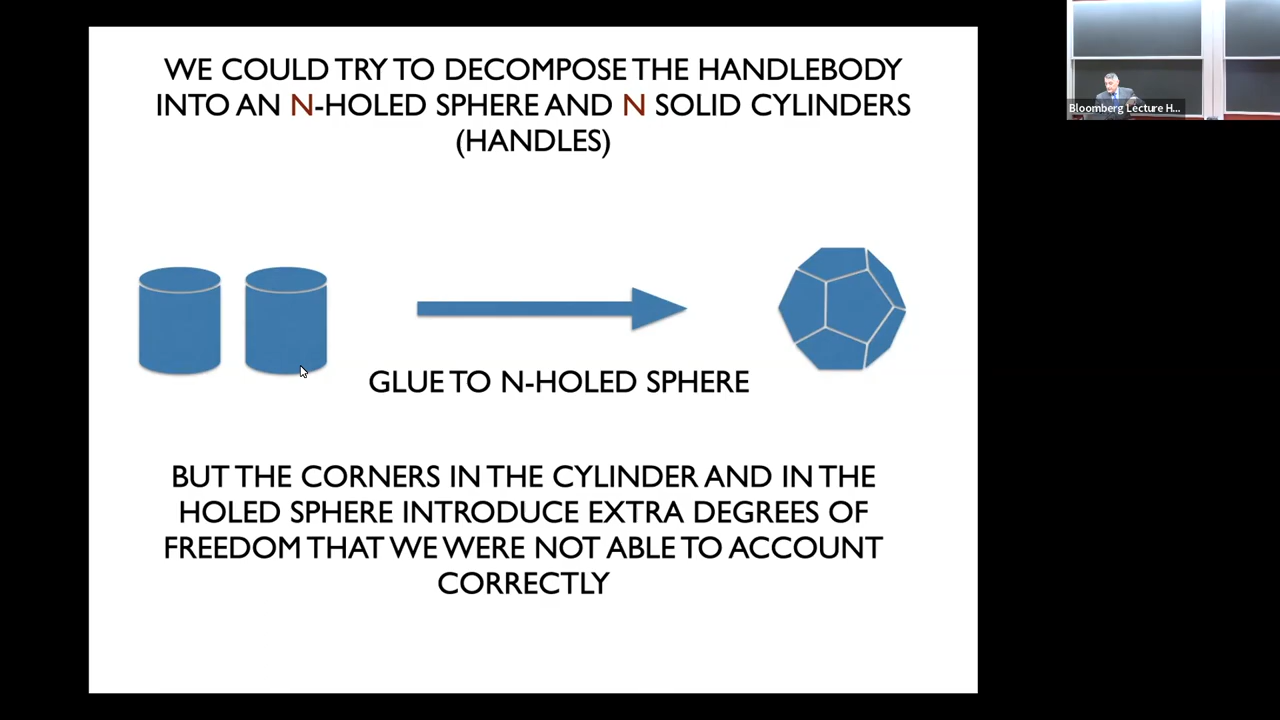 WE COULD TRY TO DECOMPOSE THE HANDLEBODY
INTO AN N-HOLED SPHERE AND N SOLID CYLINDERS
(HANDLES)
Bloomberg Lecture H...
GLUE TO N-HOLED SPHERE
BUT THE CORNERS IN THE CYLINDER AND IN THE
HOLED SPHERE INTRODUCE EXTRA DEGREES OF
FREEDOM THAT WE WERE NOT ABLE TO ACCOUNT
CORRECTLY